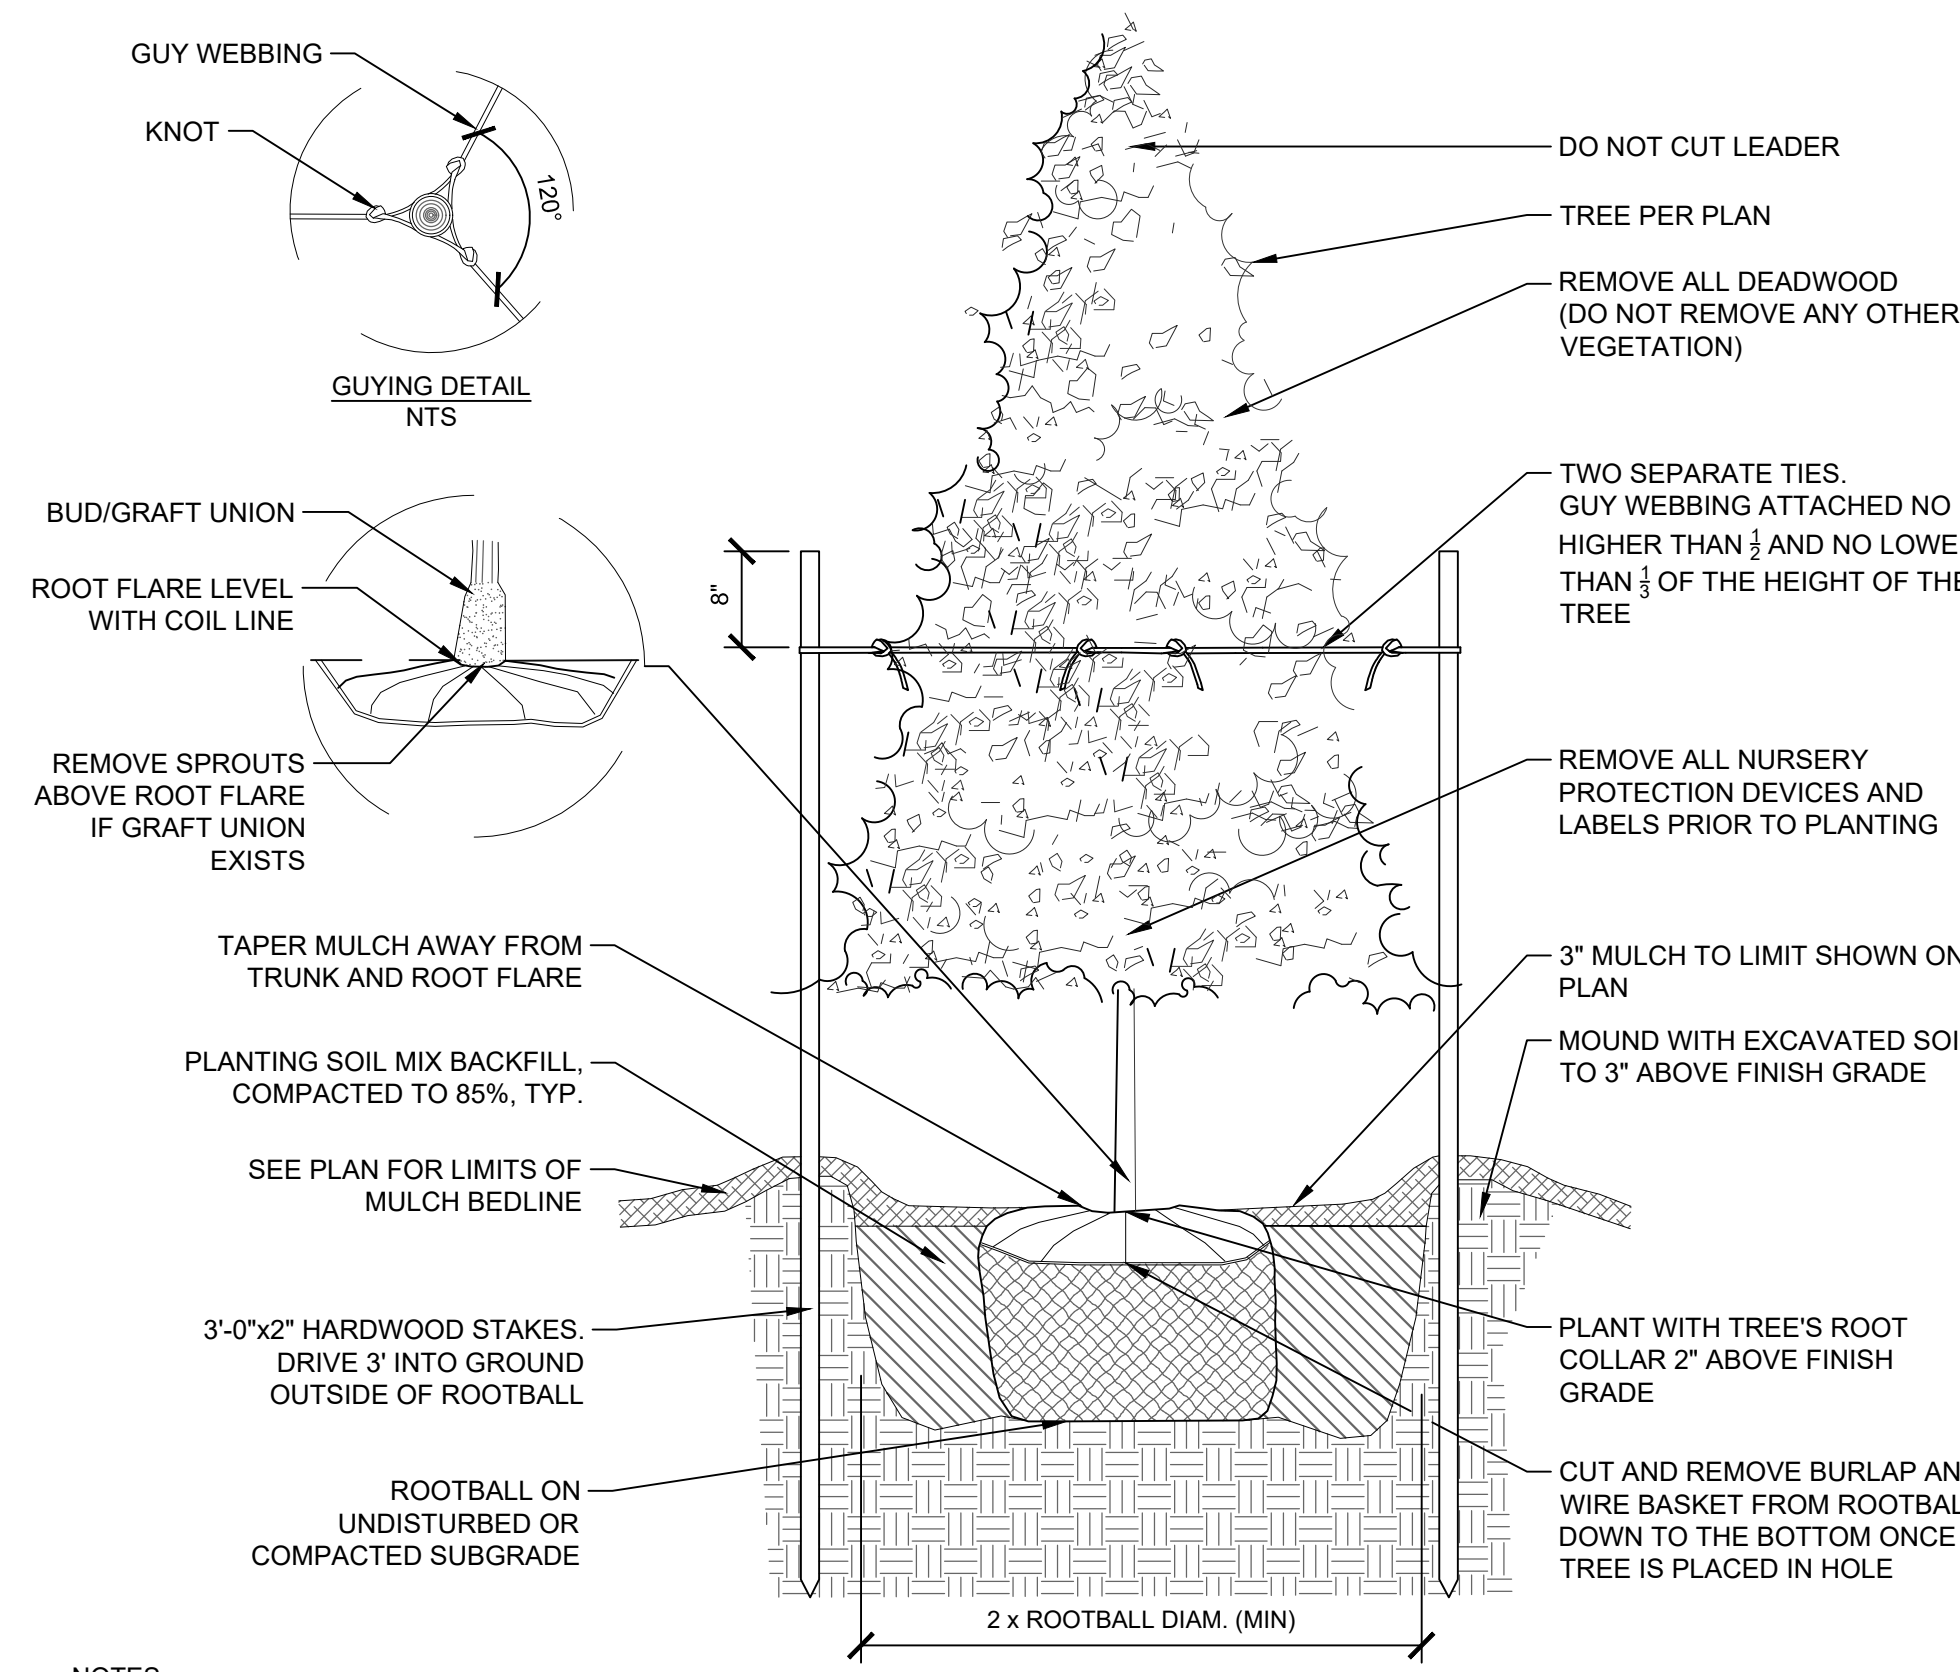 GUY WEBBING
KNOT
120°
GUYING DETAIL
NTS
BUD/GRAFT UNION
ROOT FLARE LEVEL
WITH COIL LINE
REMOVE SPROUTS
ABOVE ROOT FLARE
IF GRAFT UNION
EXISTS
8"
TAPER MULCH AWAY FROM
TRUNK AND ROOT FLARE
PLANTING SOIL MIX BACKFILL,
COMPACTED TO 85%, TYP.
SEE PLAN FOR LIMITS OF
MULCH BEDLINE
3'-0"x2" HARDWOOD STAKES.
DRIVE 3' INTO GROUND
OUTSIDE OF ROOTBALL
ROOTBALL ON
UNDISTURBED OR
COMPACTED SUBGRADE
DO NOT CUT LEADER
TREE PER PLAN
REMOVE ALL DEADWOOD
(DO NOT REMOVE ANY OTHER
VEGETATION)
TWO SEPARATE TIES.
GUY WEBBING ATTACHED NO
HIGHER THAN 1/2 AND NO LOWE
THAN 1/3 OF THE HEIGHT OF THE
TREE
REMOVE ALL NURSERY
PROTECTION DEVICES AND
LABELS PRIOR TO PLANTING
3" MULCH TO LIMIT SHOWN ON
PLAN
MOUND WITH EXCAVATED SOI
TO 3" ABOVE FINISH GRADE
PLANT WITH TREE'S ROOT
COLLAR 2" ABOVE FINISH
GRADE
CUT AND REMOVE BURLAP AN
WIRE BASKET FROM ROOTBAL
DOWN TO THE BOTTOM ONCE
TREE IS PLACED IN HOLE
2 x ROOTBALL DIAM. (MIN)
NOTES